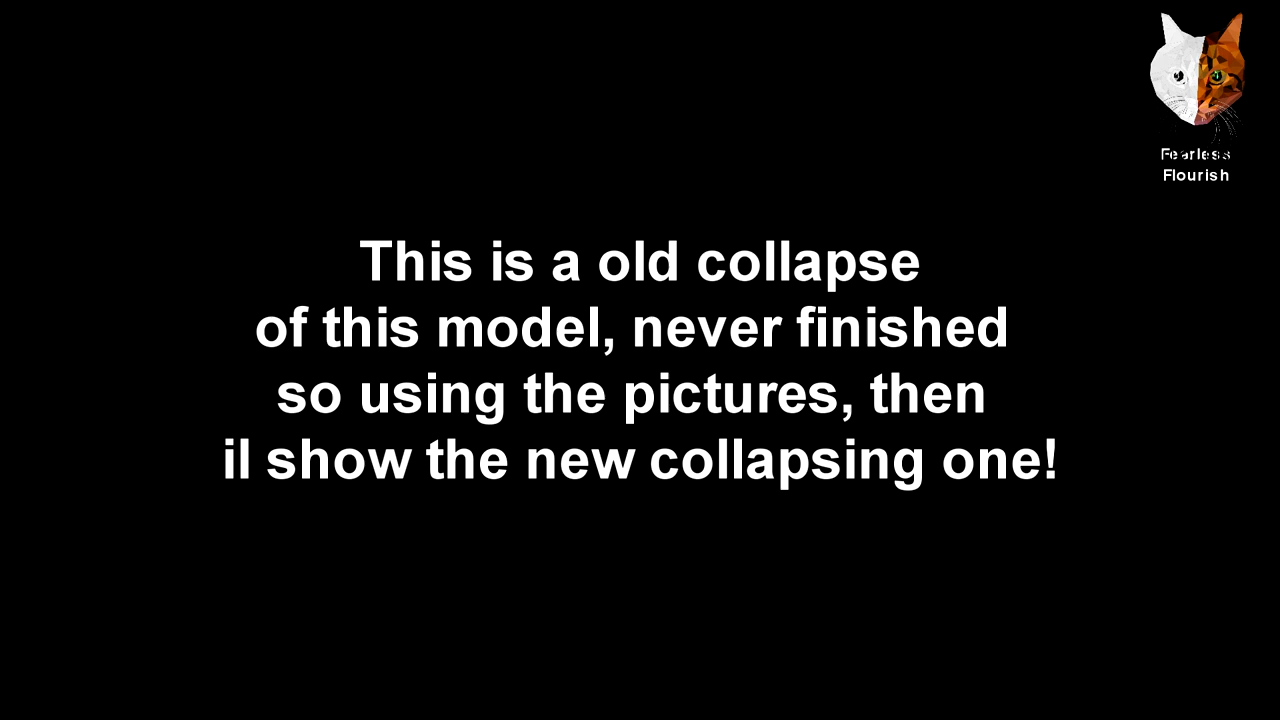 Fearless
Flourish
This is a old collapse
of this model, never finished
so using the pictures, then
il show the new collapsing one!